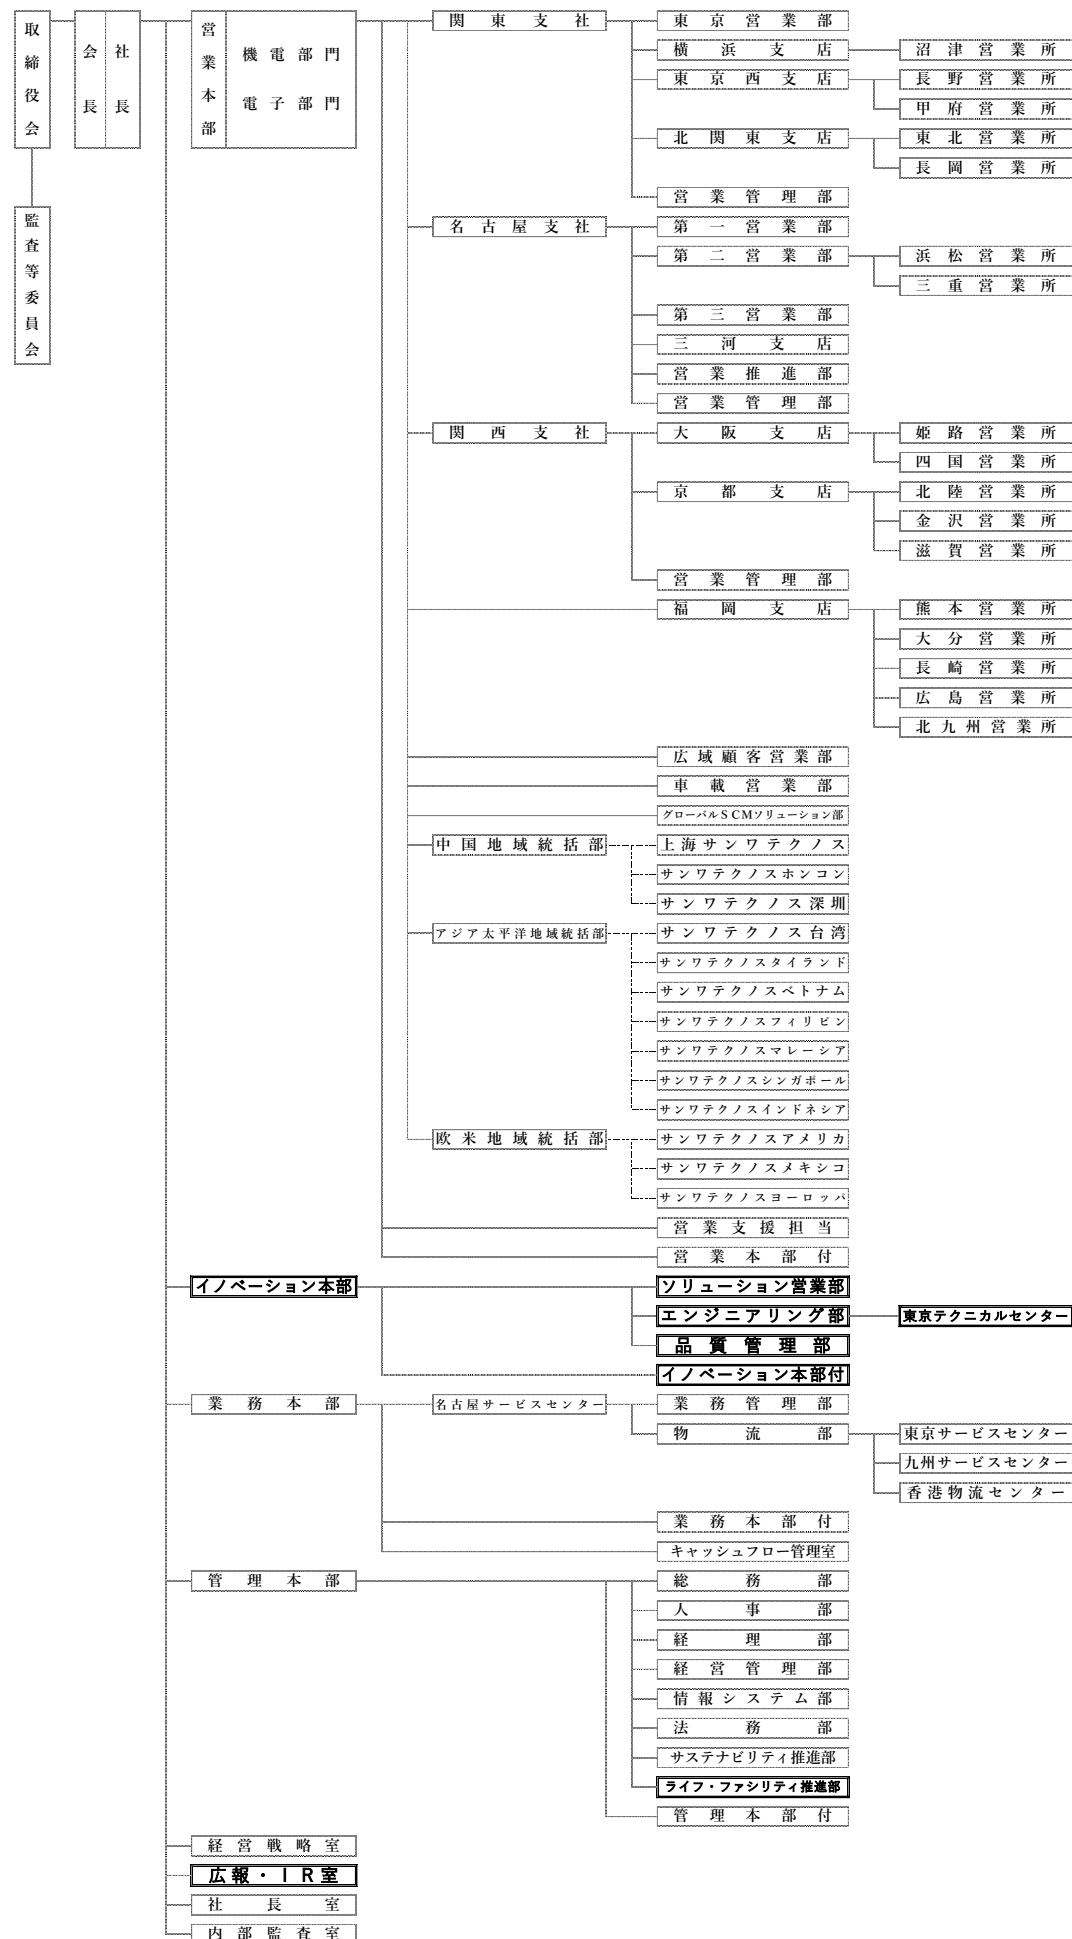 取締役会
会長
社長
営業本部
機電部門
電子部門
監査等委員会
関東支社
東京営業部
横浜支店
沼津営業所
東京西支店
長野営業所
甲府営業所
北関東支店
東北営業所
長岡営業所
営業管理部
名古屋支社
第一営業部
第二営業部
浜松営業所
三重営業所
第三営業部
三河支店
営業推進部
営業管理部
関西支社
大阪支店
姫路営業所
四国営業所
京都支店
北陸営業所
金沢営業所
滋賀営業所
営業管理部
福岡支店
熊本営業所
大分営業所
長崎営業所
広島営業所
北九州営業所
広域顧客営業部
車載営業部
グローバルSCMソリューション部
中国地域統括部
上海サンワテクノス
サンワテクノスホンコン
サンワテクノス深圳
アジア太平洋地域統括部
サンワテクノス台湾
サンワテクノスタイランド
サンワテクノスベトナム
サンワテクノスフィリピン
サンワテクノスマレーシア
サンワテクノスシンガポール
サンワテクノスインドネシア
欧米地域統括部
サンワテクノスアメリカ
サンワテクノスメキシコ
サンワテクノスヨーロッパ
営業支援担当
営業本部付
イノベーション本部
ソリューション営業部
エンジニアリング部
東京テクニカルセンター
品質管理部
イノベーション本部付
業務本部
名古屋サービスセンター
業務管理部
物流部
東京サービスセンター
九州サービスセンター
香港物流センター
業務本部付
キャッシュフロー管理室
管理本部
総務部
人事部
経理部
経営管理部
情報システム部
法務部
サステナビリティ推進部
ライフ・ファシリティ推進部
管理本部付
経営戦略室
広報・ＩＲ室
社長室
内部監査室